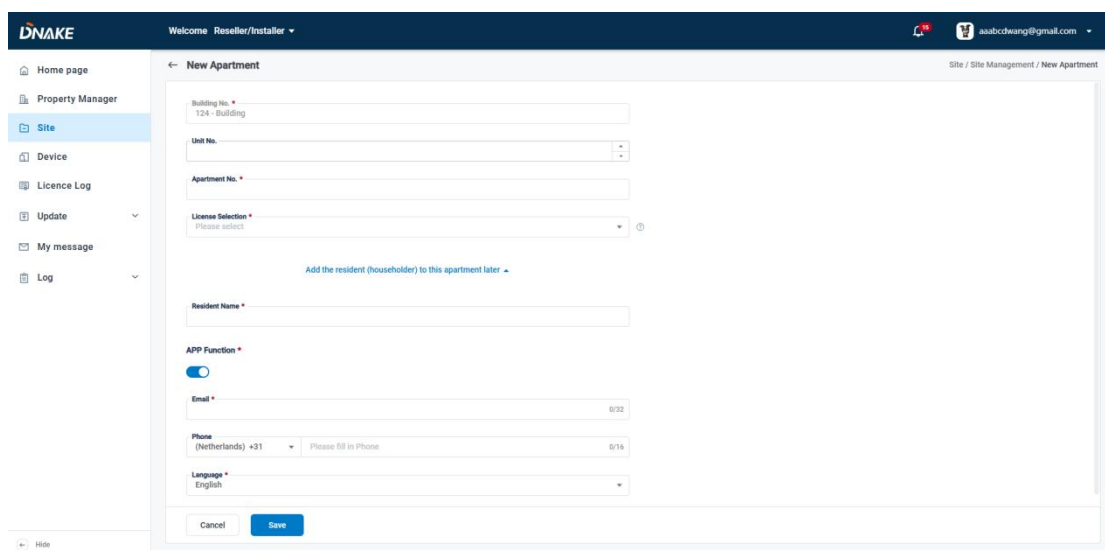 DNAKE
Welcome Reseller/Installer
15
aaabcdwang@gmail.com
Home page
Property Manager
Site
Device
Licence Log
Update
My message
Log
Hide
← New Apartment
Site / Site Management / New Apartment
Building No. *
124 - Building
Unit No.
Apartment No. *
License Selection *
Please select
Add the resident (householder) to this apartment later
Resident Name *
APP Function *
Email *
0/32
Phone
(Netherlands) +31
Please fill in Phone
0/16
Language *
English
Cancel
Save